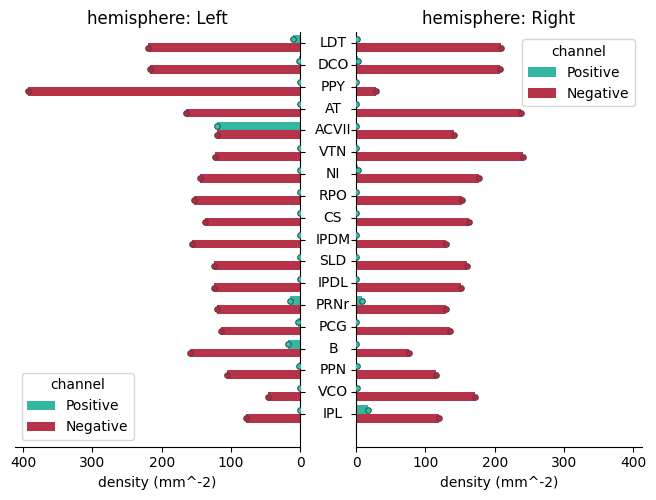 hemisphere: Left
hemisphere: Right
LDT
DCO
PPY
AT
ACVII
VTN
NI
RPO
CS
IPDM
SLD
IPDL
PRNr
PCG
B
PPN
VCO
IPL
channel
Positive
Negative
channel
Positive
Negative
400 300 200 100 0
0 100 200 300 400
density (mm^-2)
density (mm^-2)